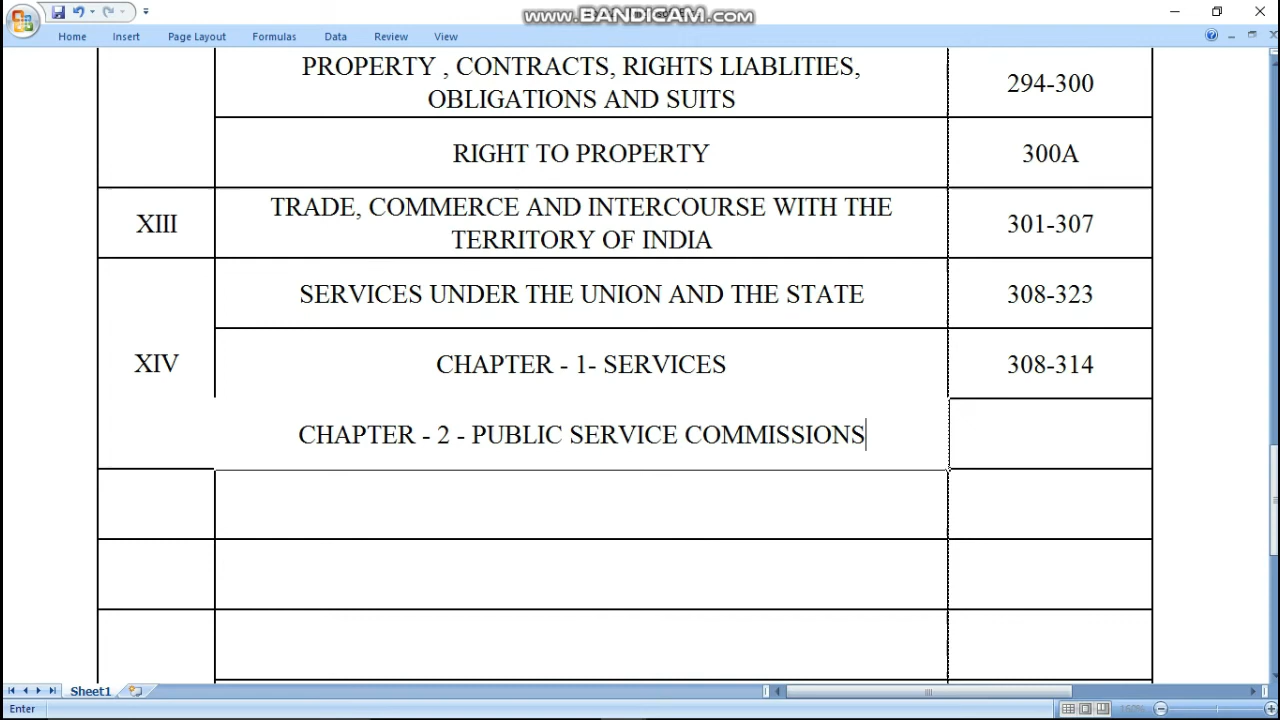 www.BANDICAM.com
Home Insert Page Layout Formulas Data Review View
PROPERTY , CONTRACTS, RIGHTS LIABLITIES,
OBLIGATIONS AND SUITS
294-300
RIGHT TO PROPERTY
300A
XIII
TRADE, COMMERCE AND INTERCOURSE WITH THE
TERRITORY OF INDIA
301-307
XIV
SERVICES UNDER THE UNION AND THE STATE
308-323
CHAPTER - 1- SERVICES
308-314
CHAPTER - 2 - PUBLIC SERVICE COMMISSIONS
Sheet1
Enter